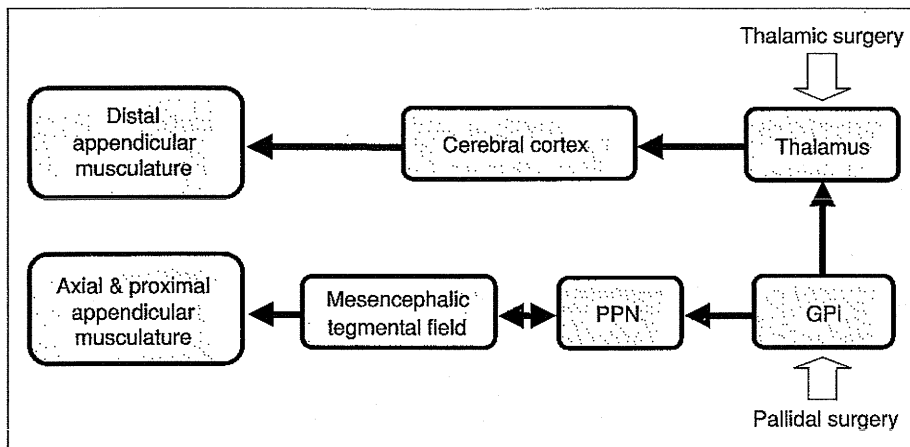 Thalamic surgery
Distal
appendicular
musculature
Cerebral cortex
Thalamus
Axial & proximal
appendicular
musculature
Mesencephalic
tegmental field
PPN
GPi
Pallidal surgery